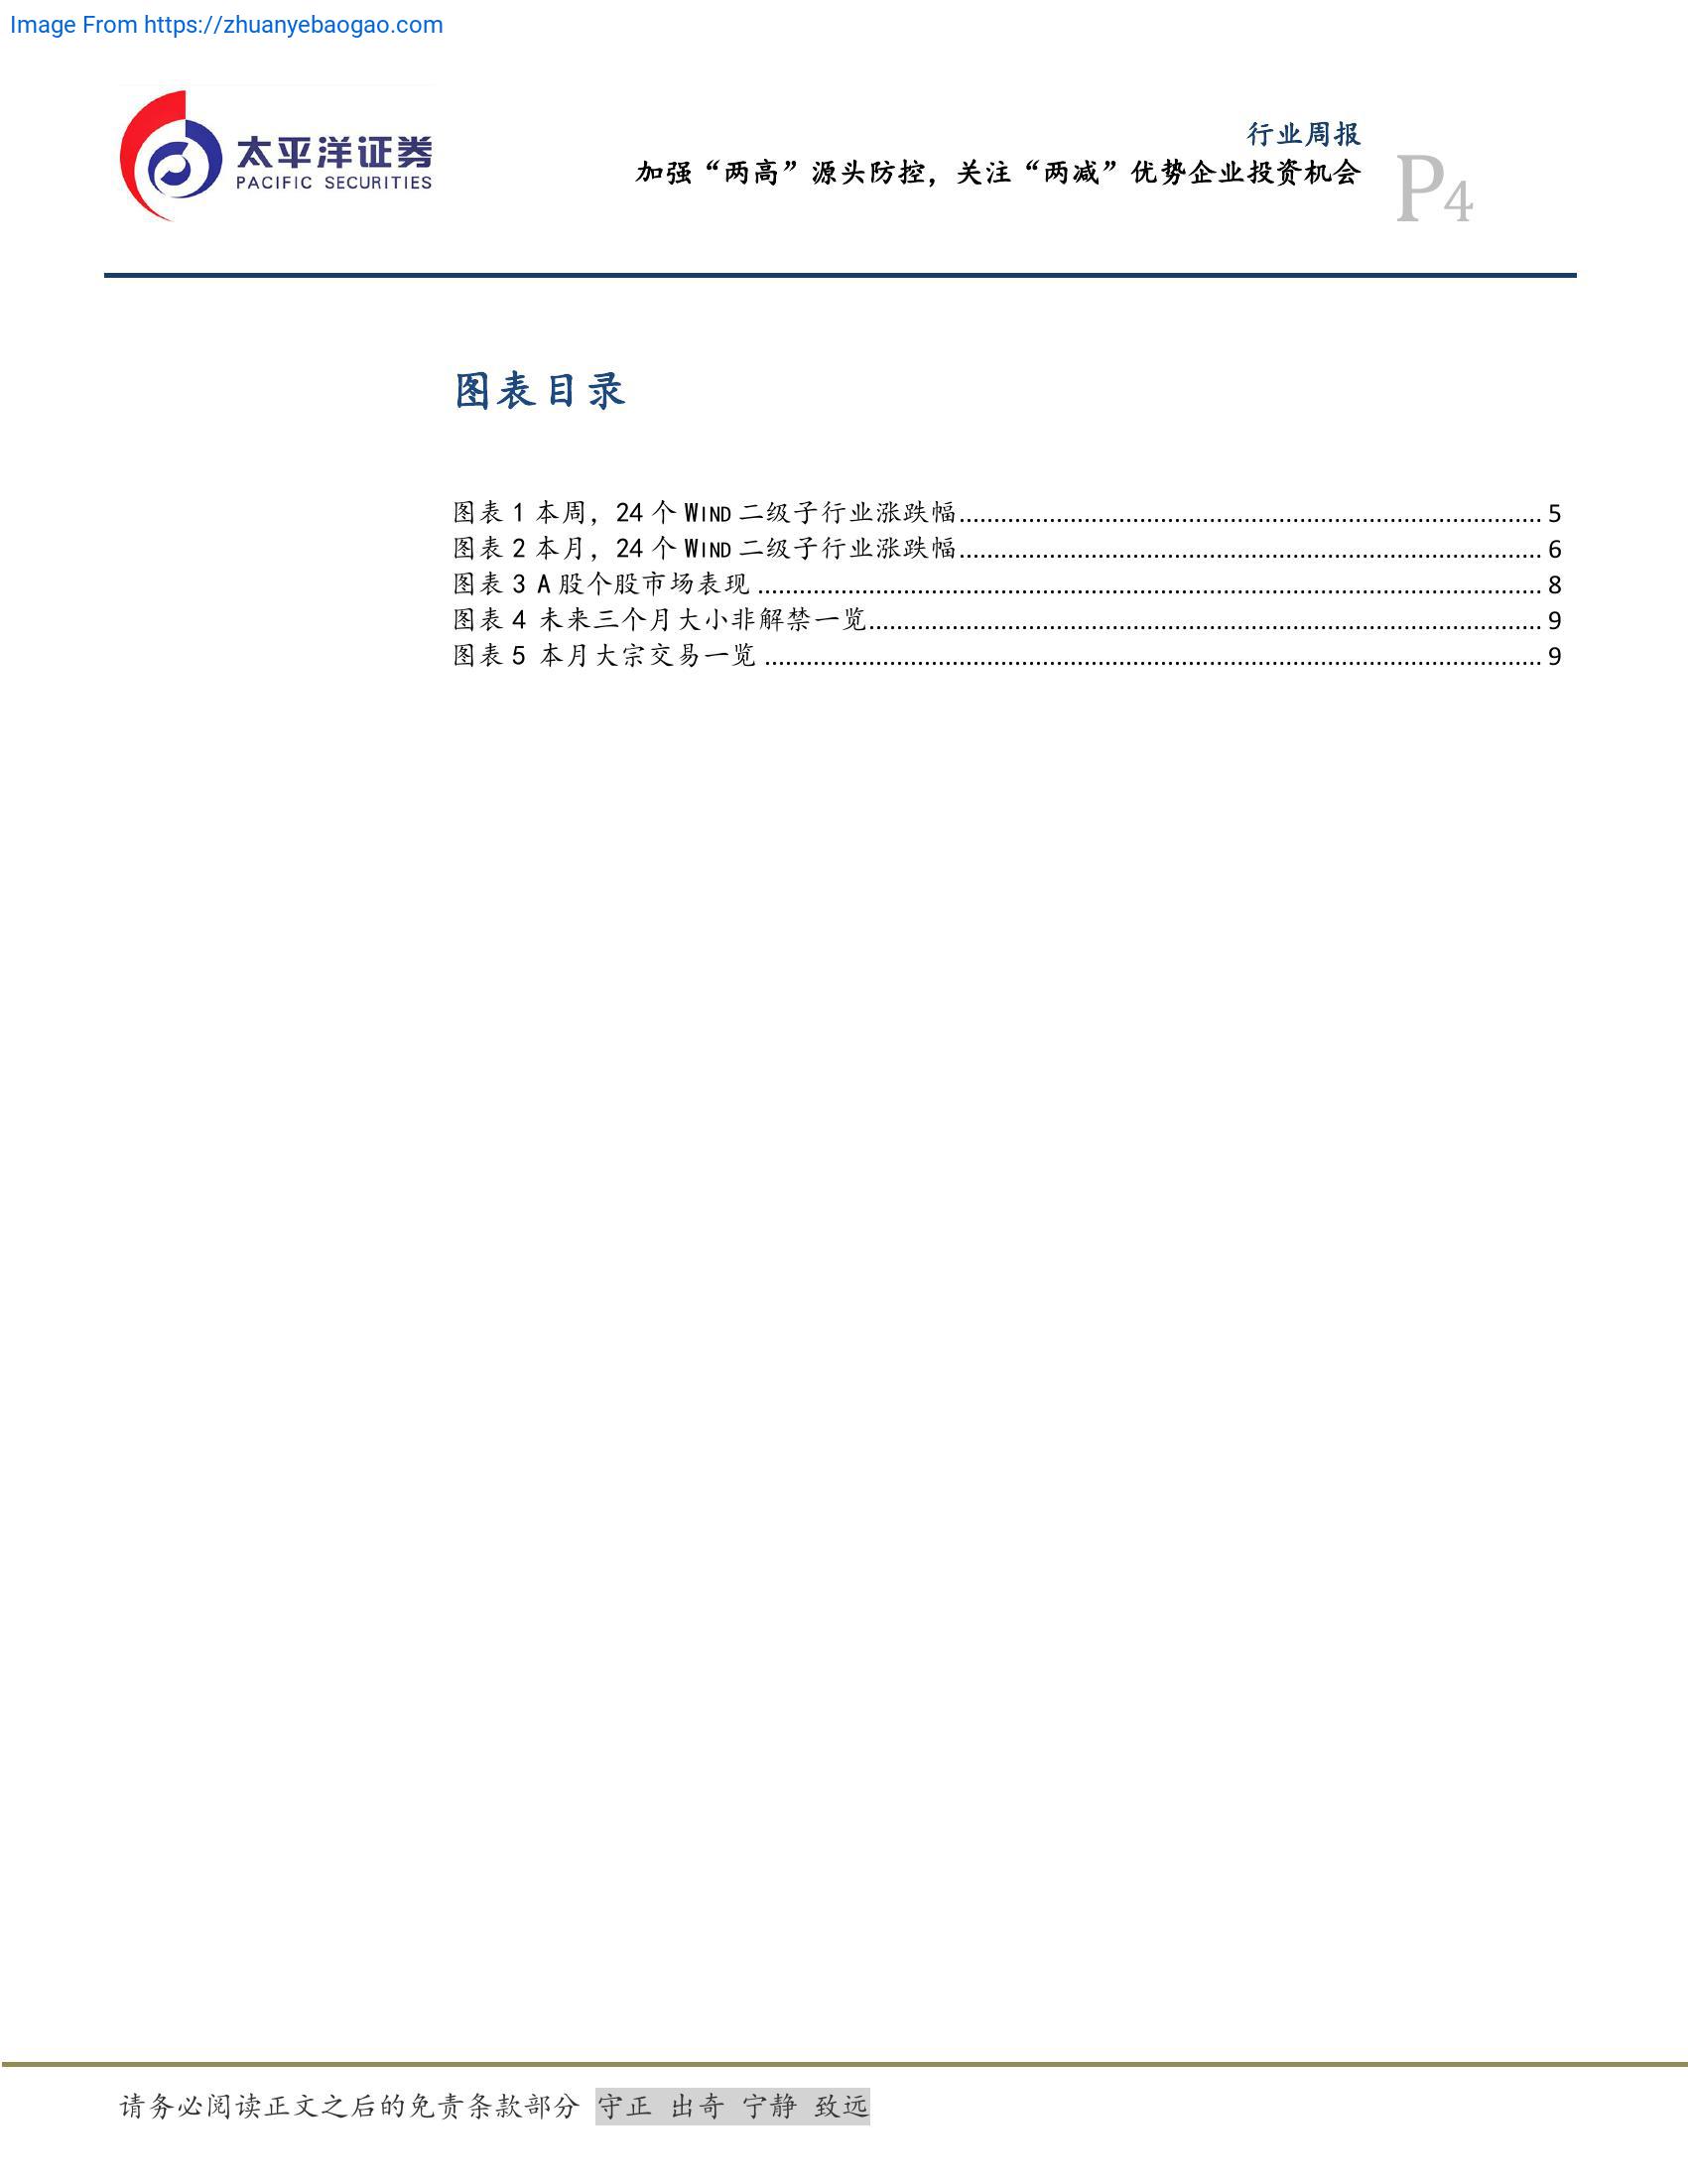 Image From https://zhuanyebaogao.com
太平洋证券
PACIFIC SECURITIES
行业周报
加强“两高”源头防控，关注“两减”优势企业投资机会
P4
图表目录
图表 1 本周，24 个 WIND 二级子行业涨跌幅.................................................................................... 5
图表 2 本月，24 个 WIND 二级子行业涨跌幅.................................................................................... 6
图表 3 A 股个股市场表现 ................................................................................................................. 8
图表 4 未来三个月大小非解禁一览................................................................................................. 9
图表 5 本月大宗交易一览 ................................................................................................................ 9
请务必阅读正文之后的免责条款部分 守正 出奇 宁静 致远